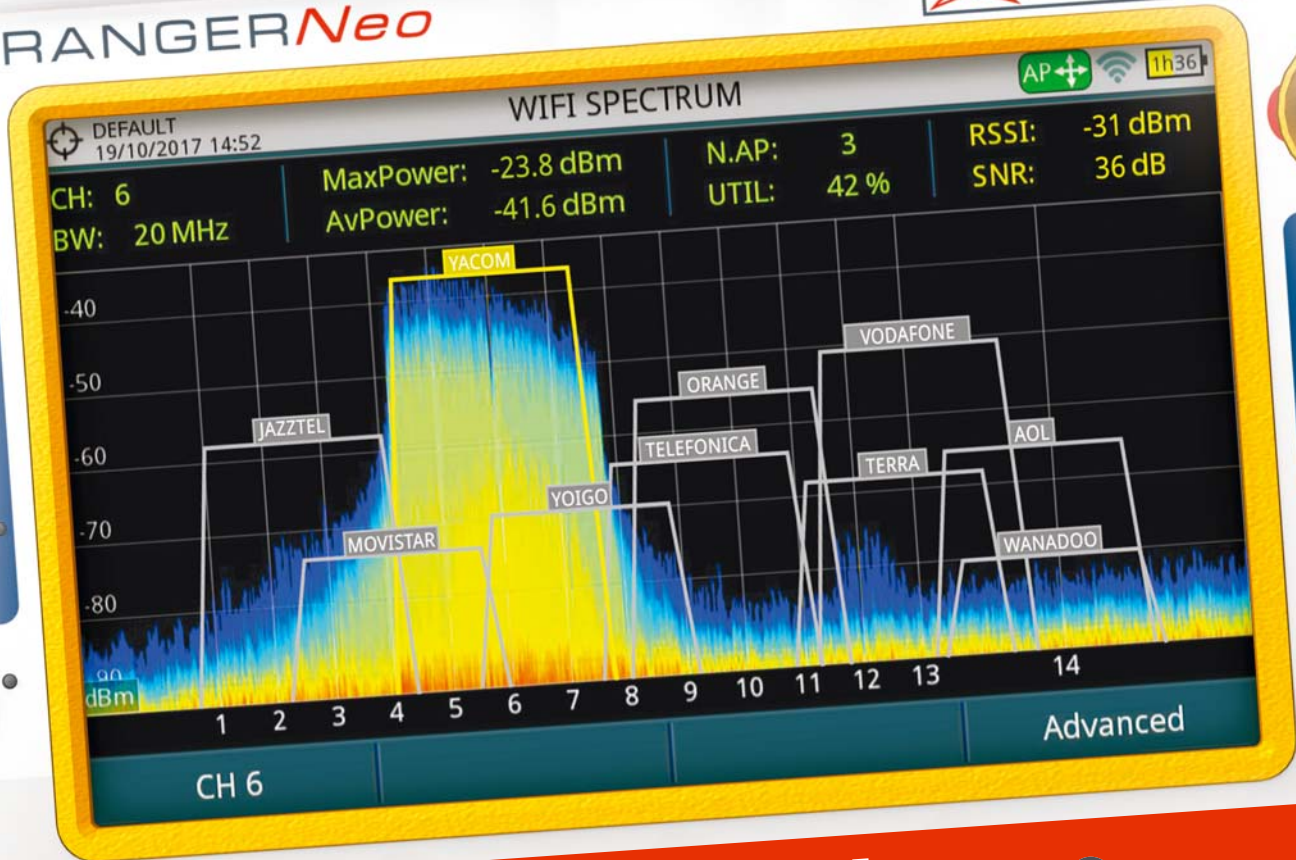 RANGERNeo
DEFAULT
19/10/2017 14:52
WIFI SPECTRUM
AP
1h36
CH: 6
BW: 20 MHz
MaxPower: -23.8 dBm
AvPower: -41.6 dBm
N.AP: 3
UTIL: 42 %
RSSI: -31 dBm
SNR: 36 dB
YACOM
VODAFONE
ORANGE
JAZZTEL
TELEFONICA
AOL
TERRA
YOIGO
MOVISTAR
WANADOO
-40
-50
-60
-70
-80
90
dBm
1 2 3 4 5 6 7 8 9 10 11 12 13 14
CH 6
Advanced